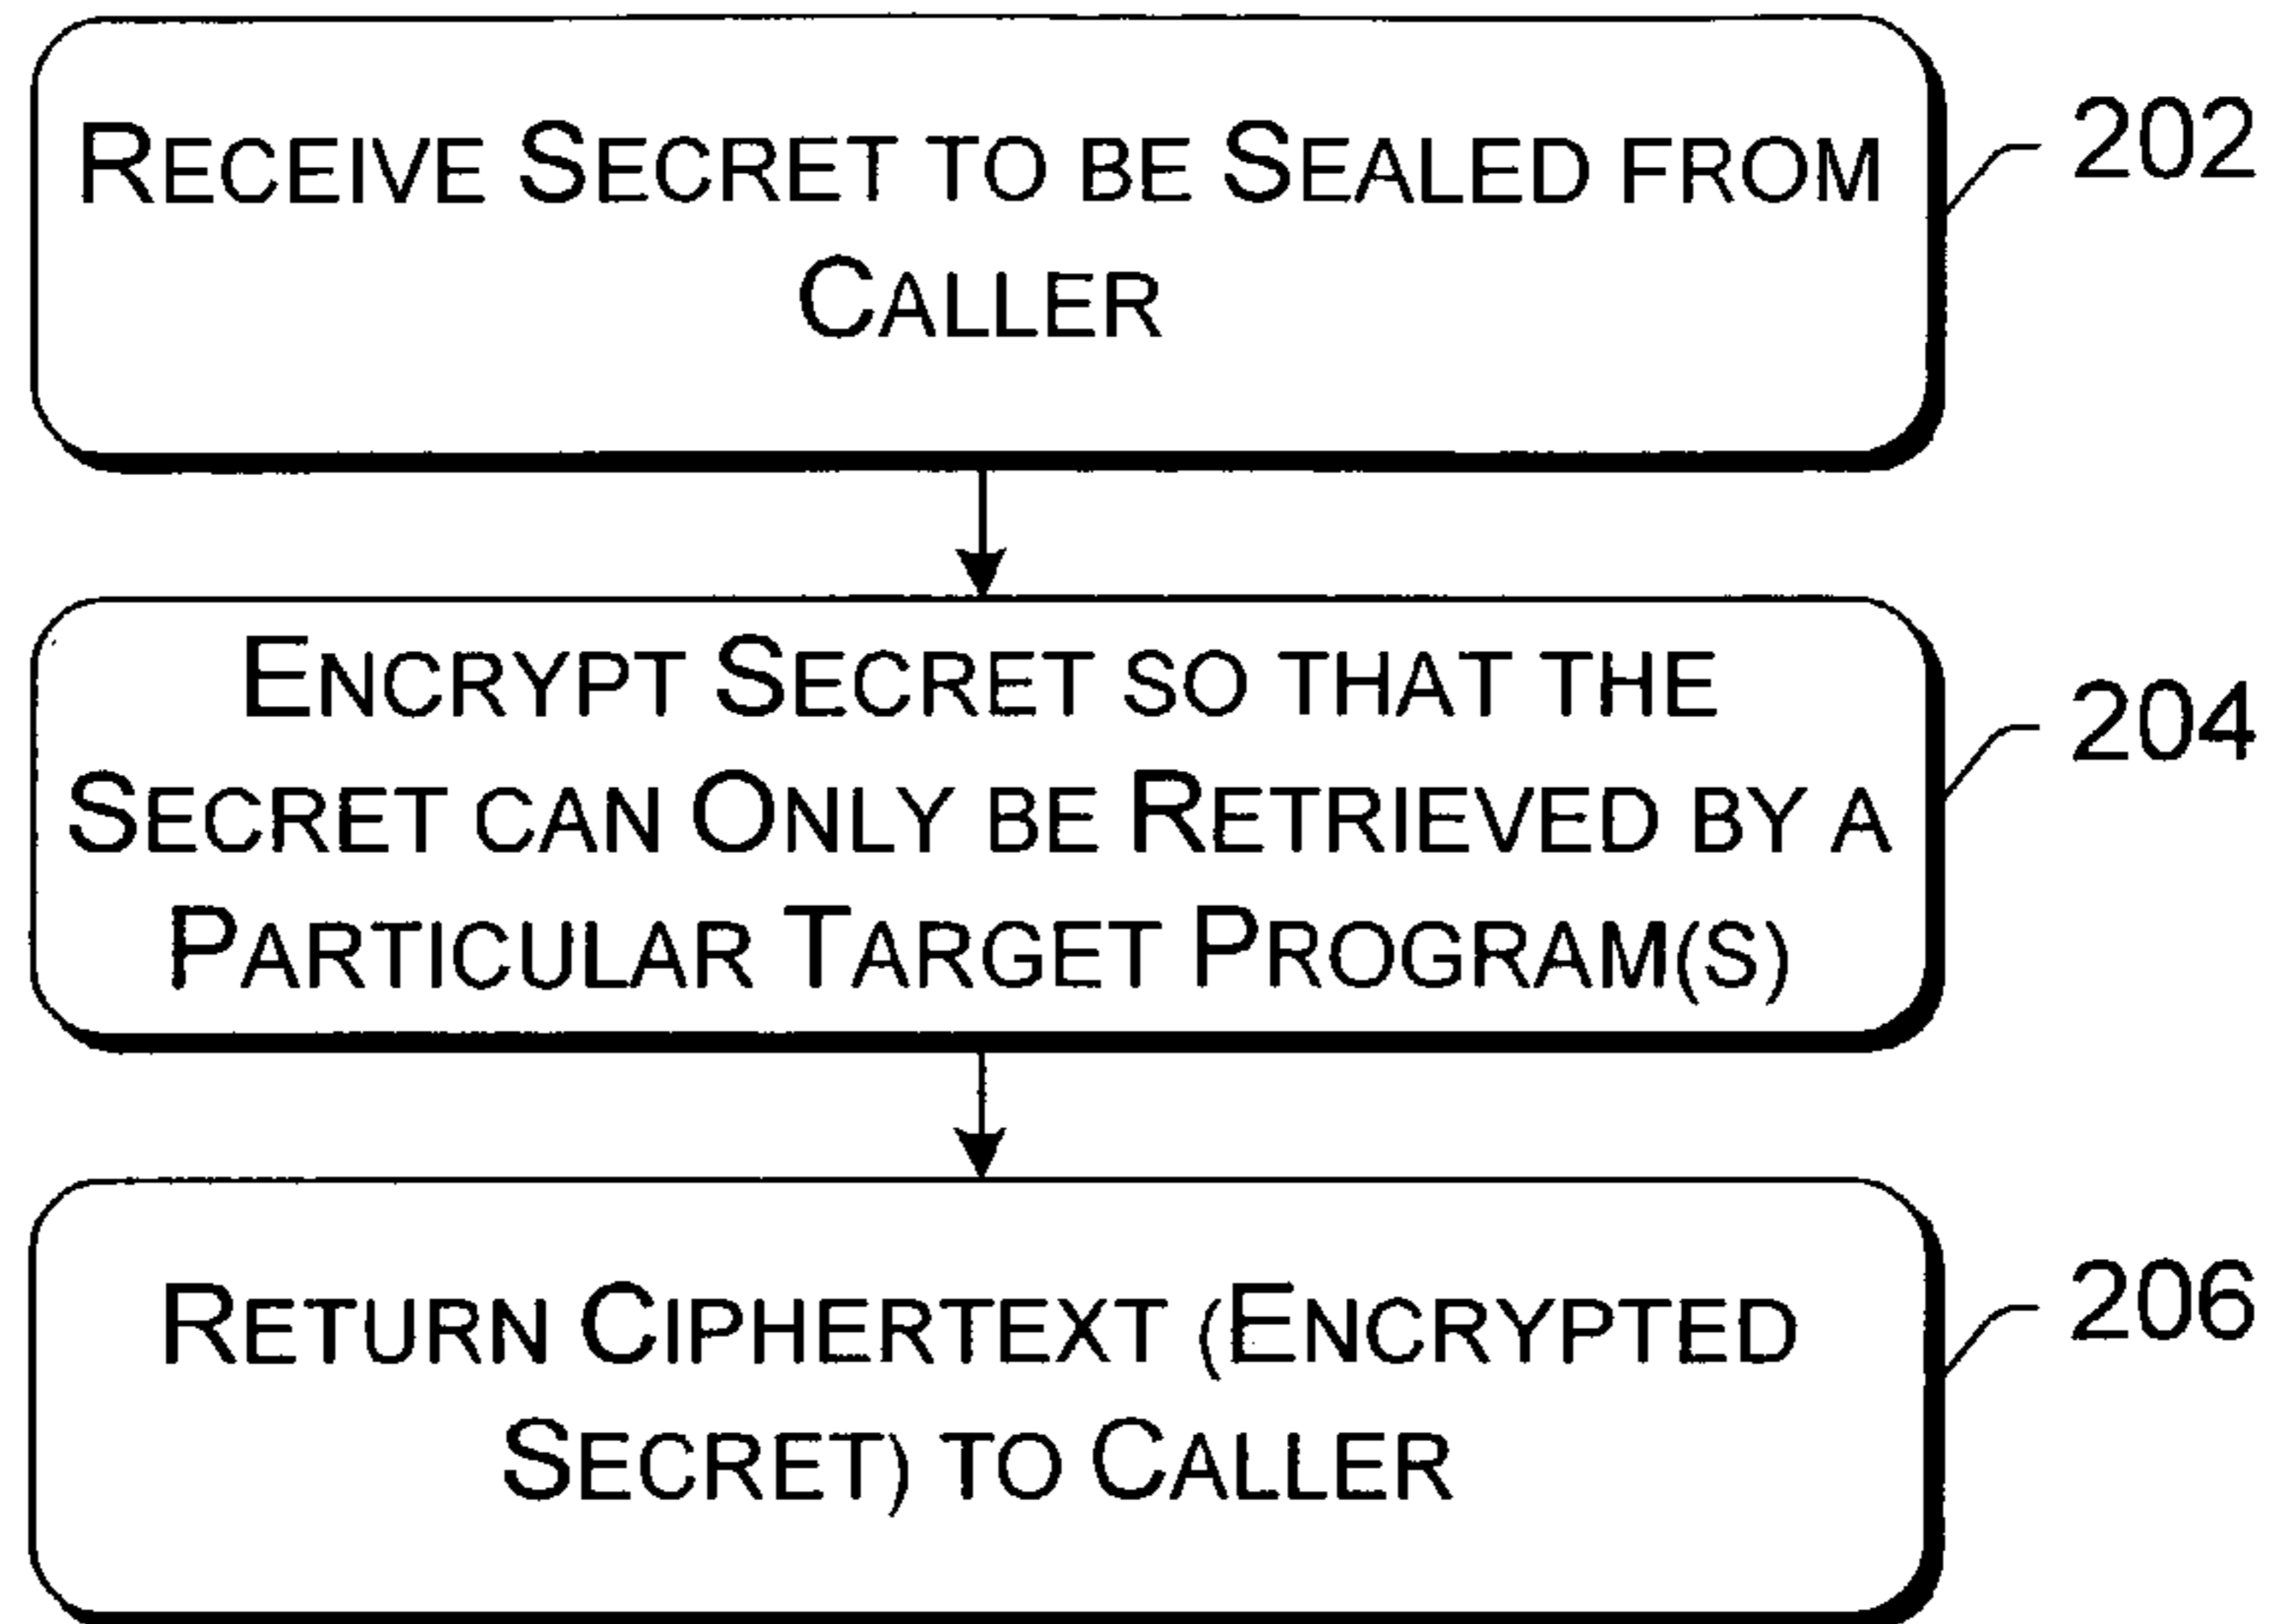 RECEIVE SECRET TO BE SEALED FROM
CALLER
202
ENCRYPT SECRET SO THAT THE
SECRET CAN ONLY BE RETRIEVED BY A
PARTICULAR TARGET PROGRAM(S)
204
RETURN CIPHERTEXT (ENCRYPTED
SECRET) TO CALLER
206